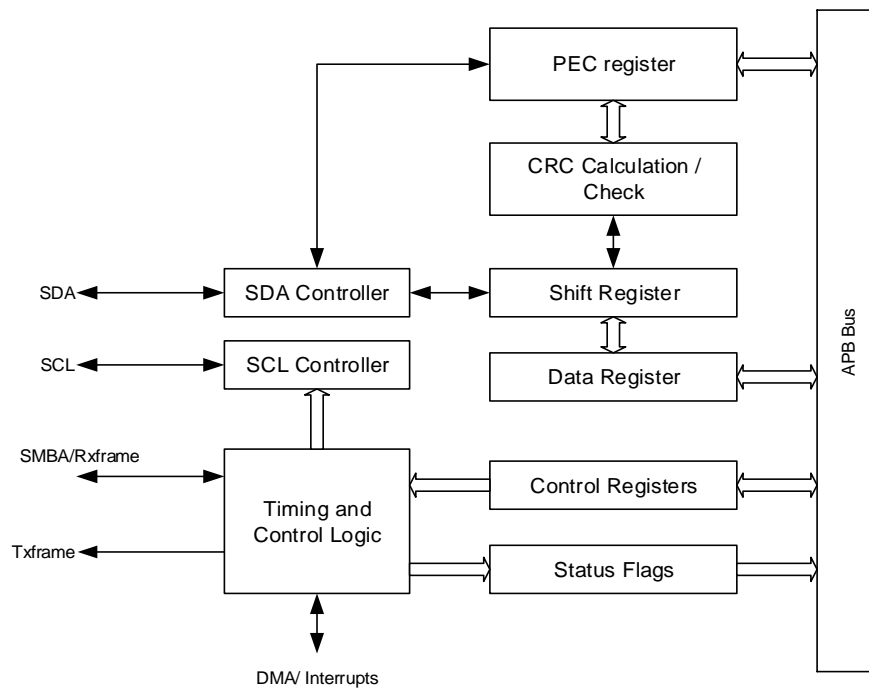 PEC register
CRC Calculation /
Check
SDA
SDA Controller
Shift Register
SCL
SCL Controller
Data Register
APB Bus
SMBA/Rxframe
Timing and
Control Logic
Control Registers
Txframe
Status Flags
DMA/ Interrupts